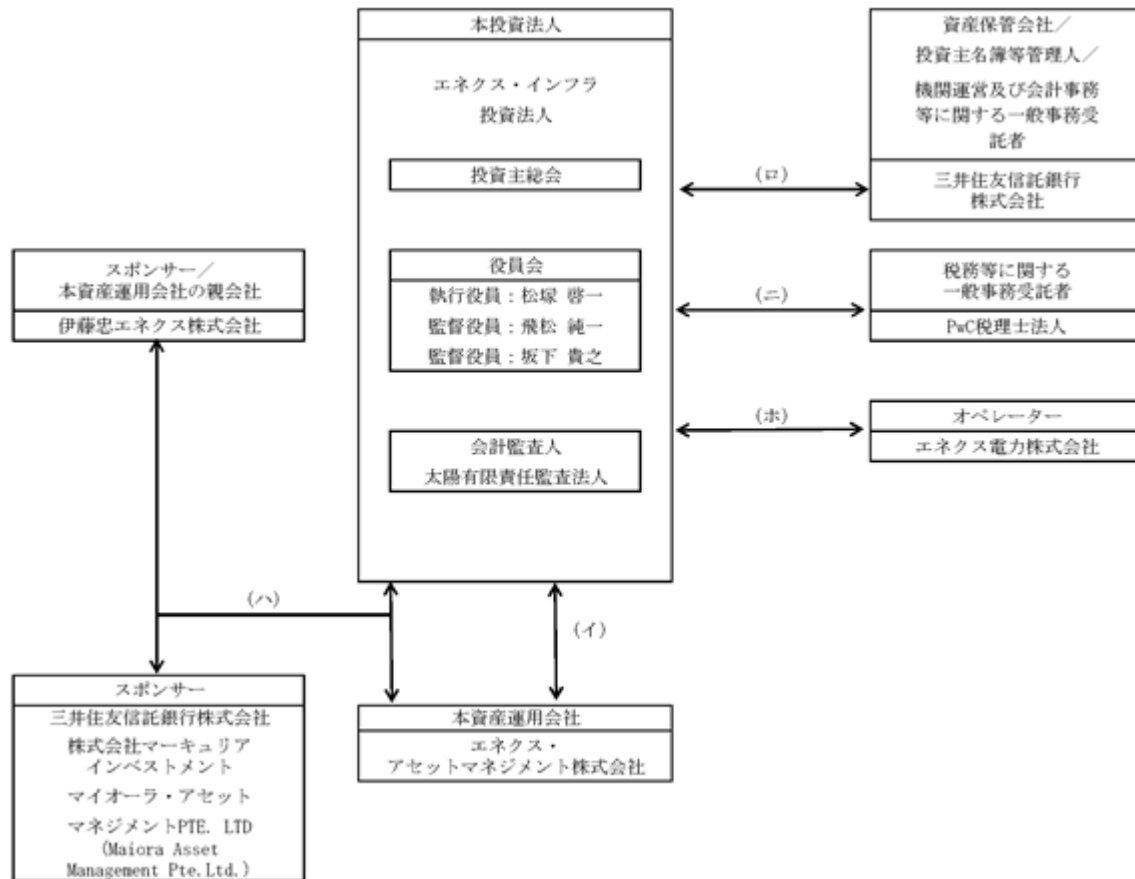 本投資法人
エネクス・インフラ
投資法人
投資主総会
役員会
執行役員：松塚 啓一
監督役員：飛松 純一
監督役員：坂下 貴之
会計監査人
太陽有限責任監査法人
資産保管会社／
投資主名簿等管理人／
機関運営及び会計事務
等に関する一般事務受
託者
三井住友信託銀行
株式会社
(ロ)
税務等に関する
一般事務受託者
PwC税理士法人
(ニ)
オペレーター
エネクス電力株式会社
(ホ)
スポンサー／
本資産運用会社の親会社
伊藤忠エネクス株式会社
(ハ)
(イ)
スポンサー
三井住友信託銀行株式会社
株式会社マーキュリア
インベストメント
マイオーラ・アセット
マネジメントPTE. LTD
(Maiora Asset
Management Pte.Ltd.)
本資産運用会社
エネクス・
アセットマネジメント株式会社